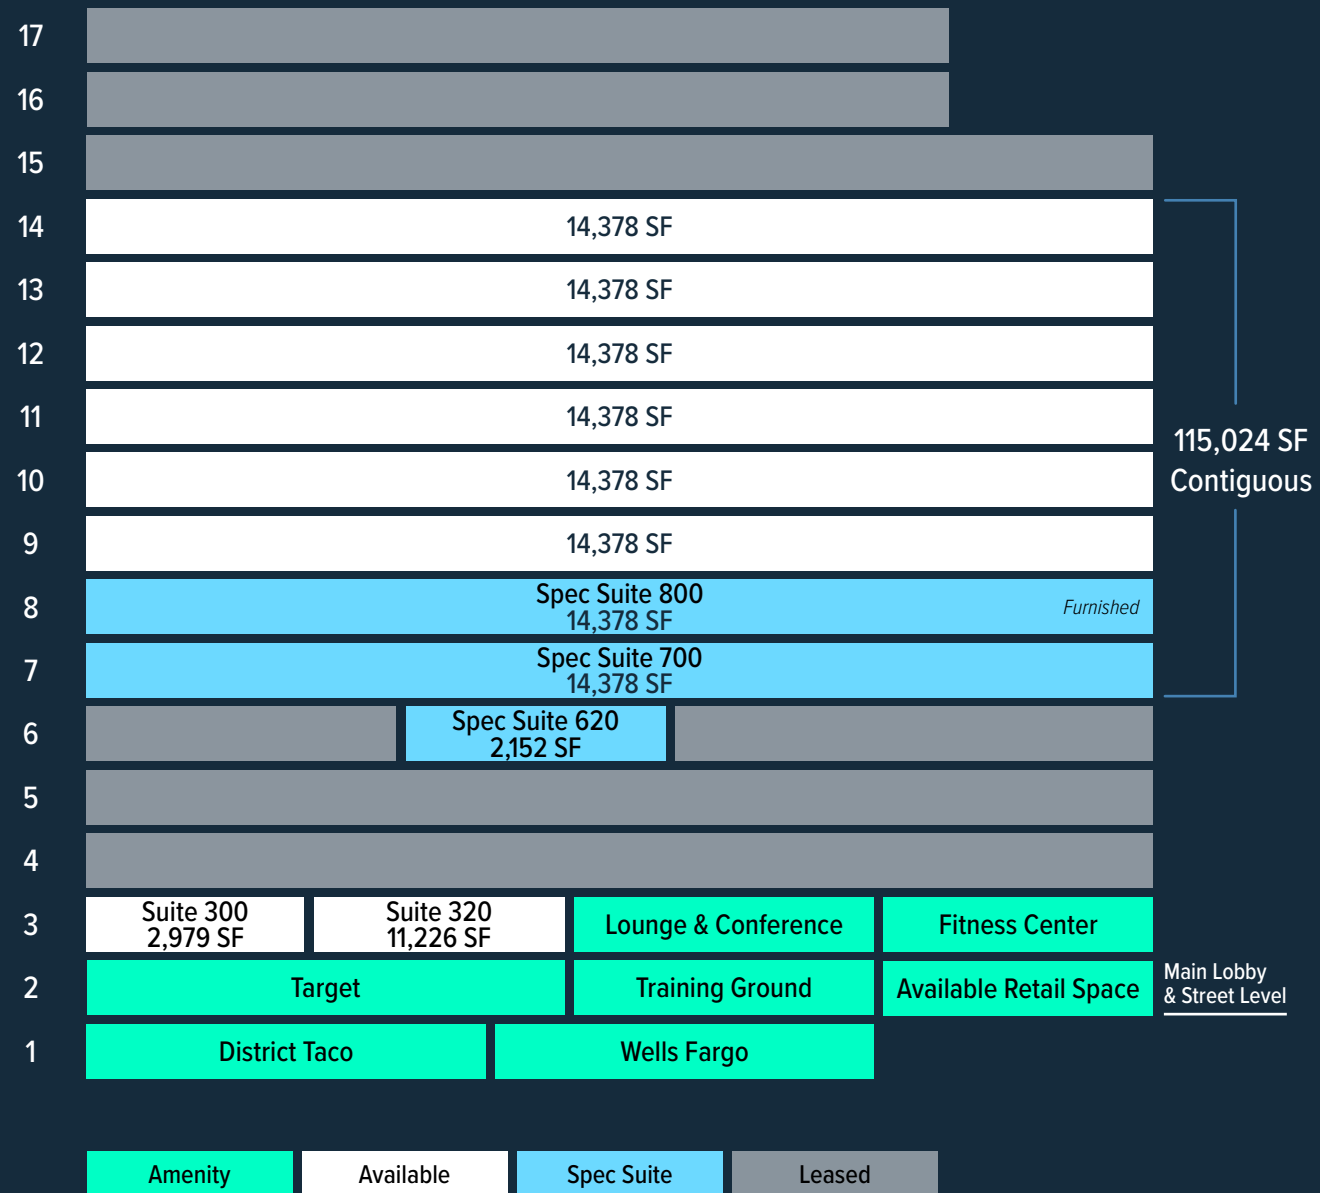 17
16
15
14
14,378 SF
13
14,378 SF
12
14,378 SF
11
14,378 SF
10
14,378 SF
9
14,378 SF
115,024 SF
Contiguous
8
Spec Suite 800
14,378 SF
Furnished
7
Spec Suite 700
14,378 SF
6
Spec Suite 620
2,152 SF
5
4
3
Suite 300
2,979 SF
Suite 320
11,226 SF
Lounge & Conference
Fitness Center
2
Target
Training Ground
Available Retail Space
Main Lobby
& Street Level
1
District Taco
Wells Fargo
Amenity
Available
Spec Suite
Leased